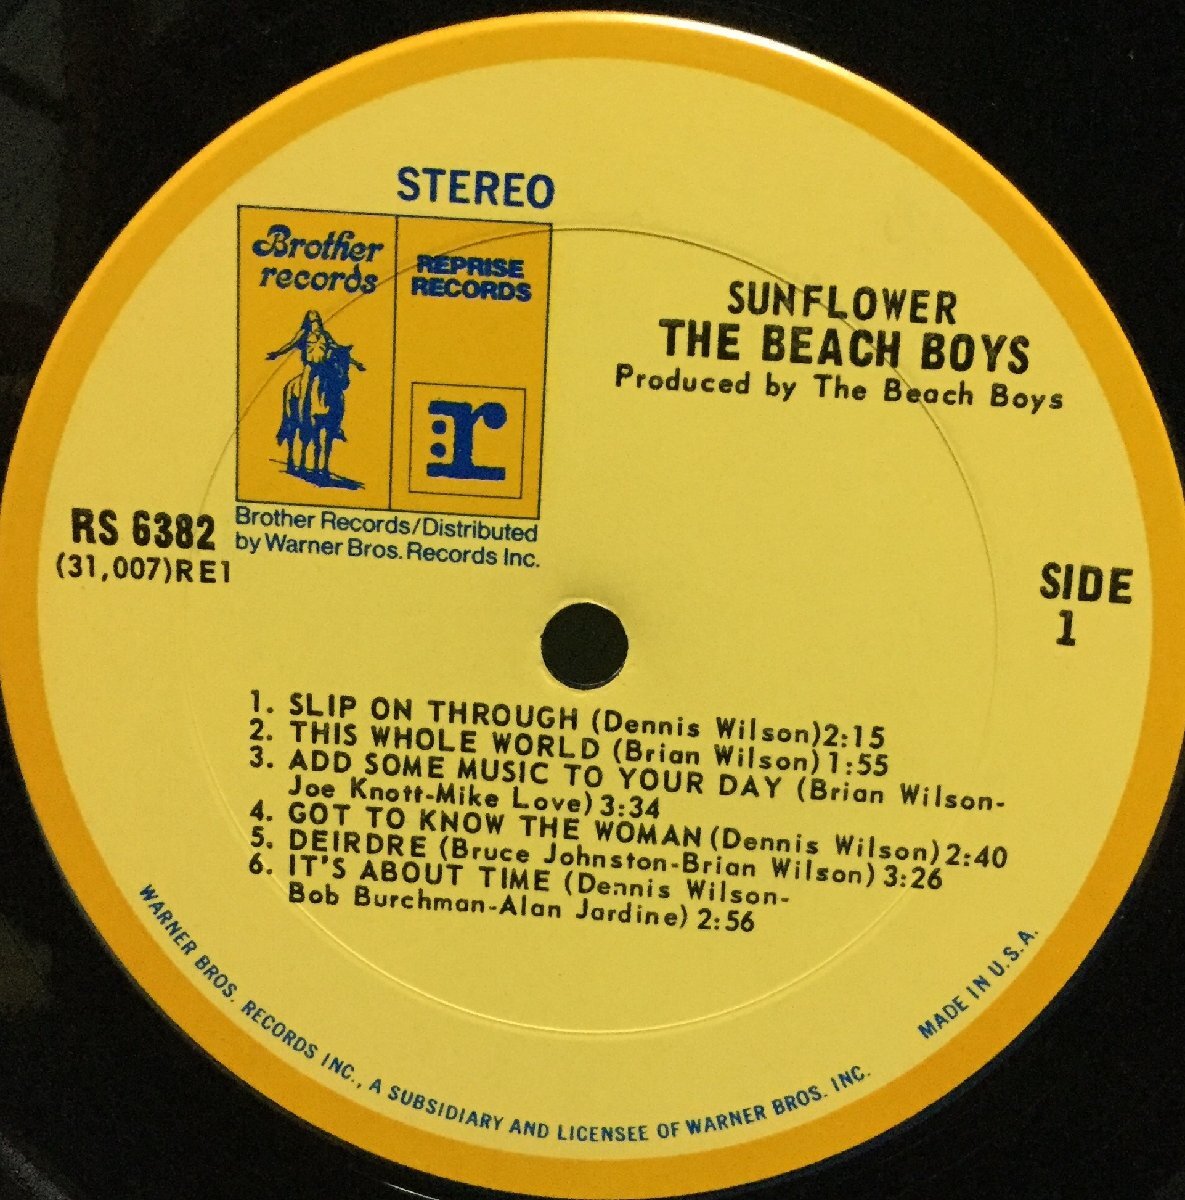 STEREO
Brother
records
REPRISE
RECORDS
r
Brother Records/Distributed
by Warner Bros. Records Inc.
SUNFLOWER
THE BEACH BOYS
Produced by The Beach Boys
RS 6382
(31,007)RE1
SIDE
1
1. SLIP ON THROUGH (Dennis Wilson)2:15
2. THIS WHOLE WORLD (Brian Wilson)1:55
3. ADD SOME MUSIC TO YOUR DAY (Brian Wilson-
Joe Knott-Mike Love)3:34
4. GOT TO KNOW THE WOMAN(Dennis Wilson)2:40
5. DEIRDRE (Bruce Johnston-Brian Wilson)3:26
6. IT'S ABOUT TIME (Dennis Wilson-
Bob Burchman-Alan Jardine)2:56
WARNER BROS. RECORDS INC., A SUBSIDIARY AND LICENSEE OF WARNER BROS. INC.
MADE IN U.S.A.